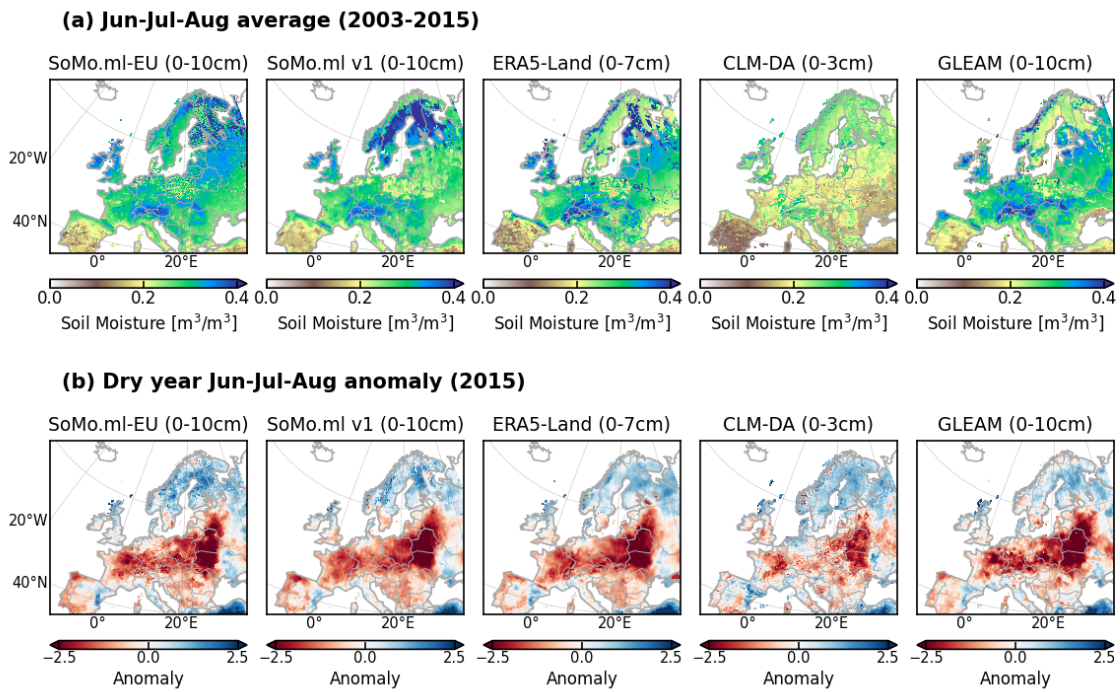 (a) Jun-Jul-Aug average (2003-2015)
SoMo.ml-EU (0-10cm) SoMo.ml v1 (0-10cm) ERA5-Land (0-7cm) CLM-DA (0-3cm) GLEAM (0-10cm)
20°W
40°N
0° 20°E 0° 20°E 0° 20°E 0° 20°E 0° 20°E
0.0 0.2 0.4 0.0 0.2 0.4 0.0 0.2 0.4 0.0 0.2 0.4 0.0 0.2 0.4
Soil Moisture [m³/m³] Soil Moisture [m³/m³] Soil Moisture [m³/m³] Soil Moisture [m³/m³] Soil Moisture [m³/m³]
(b) Dry year Jun-Jul-Aug anomaly (2015)
SoMo.ml-EU (0-10cm) SoMo.ml v1 (0-10cm) ERA5-Land (0-7cm) CLM-DA (0-3cm) GLEAM (0-10cm)
20°W
40°N
0° 20°E 0° 20°E 0° 20°E 0° 20°E 0° 20°E
−2.5 0.0 2.5 −2.5 0.0 2.5 −2.5 0.0 2.5 −2.5 0.0 2.5 −2.5 0.0 2.5
Anomaly Anomaly Anomaly Anomaly Anomaly